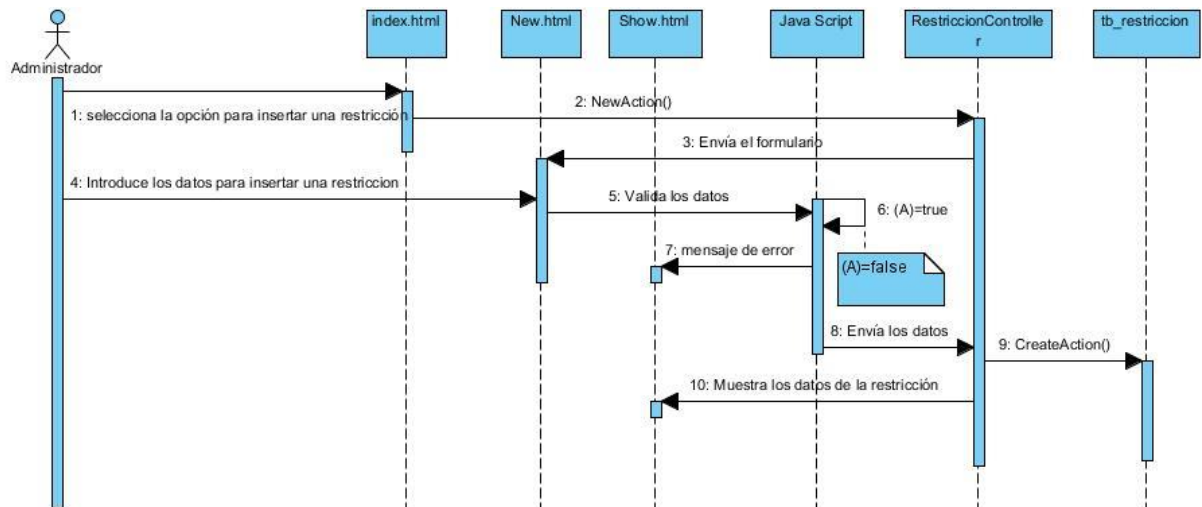 index.html
New.html
Show.html
Java Script
RestriccionControlle
r
tb_restriccion
Administrador
1: selecciona la opción para insertar una restricción
2: NewAction()
3: Envía el formulario
4: Introduce los datos para insertar una restriccion
5: Valida los datos
6: (A)=true
7: mensaje de error
(A)=false
8: Envía los datos
9: CreateAction()
10: Muestra los datos de la restricción